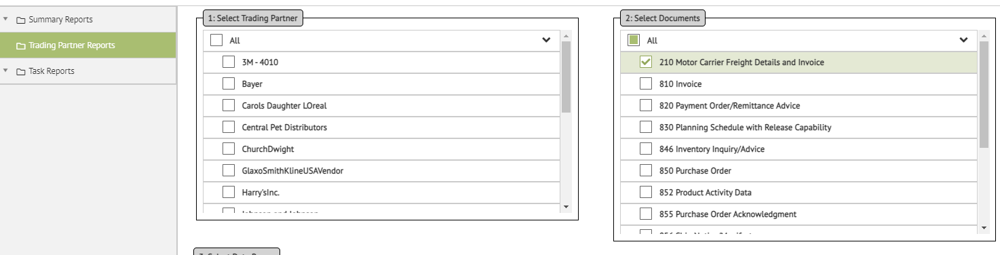 Summary Reports
Trading Partner Reports
Task Reports
1: Select Trading Partner
All
3M - 4010
Bayer
Carols Daughter LOreal
Central Pet Distributors
ChurchDwight
GlaxoSmithKlineUSAVendor
Harry'sInc.
2: Select Documents
All
210 Motor Carrier Freight Details and Invoice
810 Invoice
820 Payment Order/Remittance Advice
830 Planning Schedule with Release Capability
846 Inventory Inquiry/Advice
850 Purchase Order
852 Product Activity Data
855 Purchase Order Acknowledgment